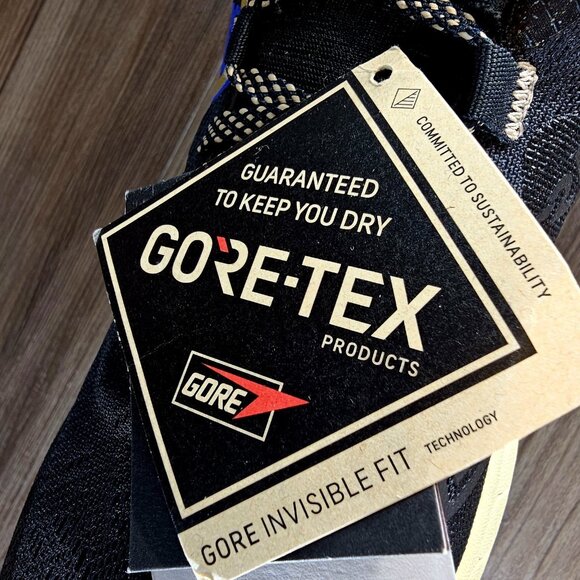 GUARANTEED
TO KEEP YOU DRY
GORE-TEX
PRODUCTS
GORE
GORE INVISIBLE FIT TECHNOLOGY
COMMITTED TO SUSTAINABILITY